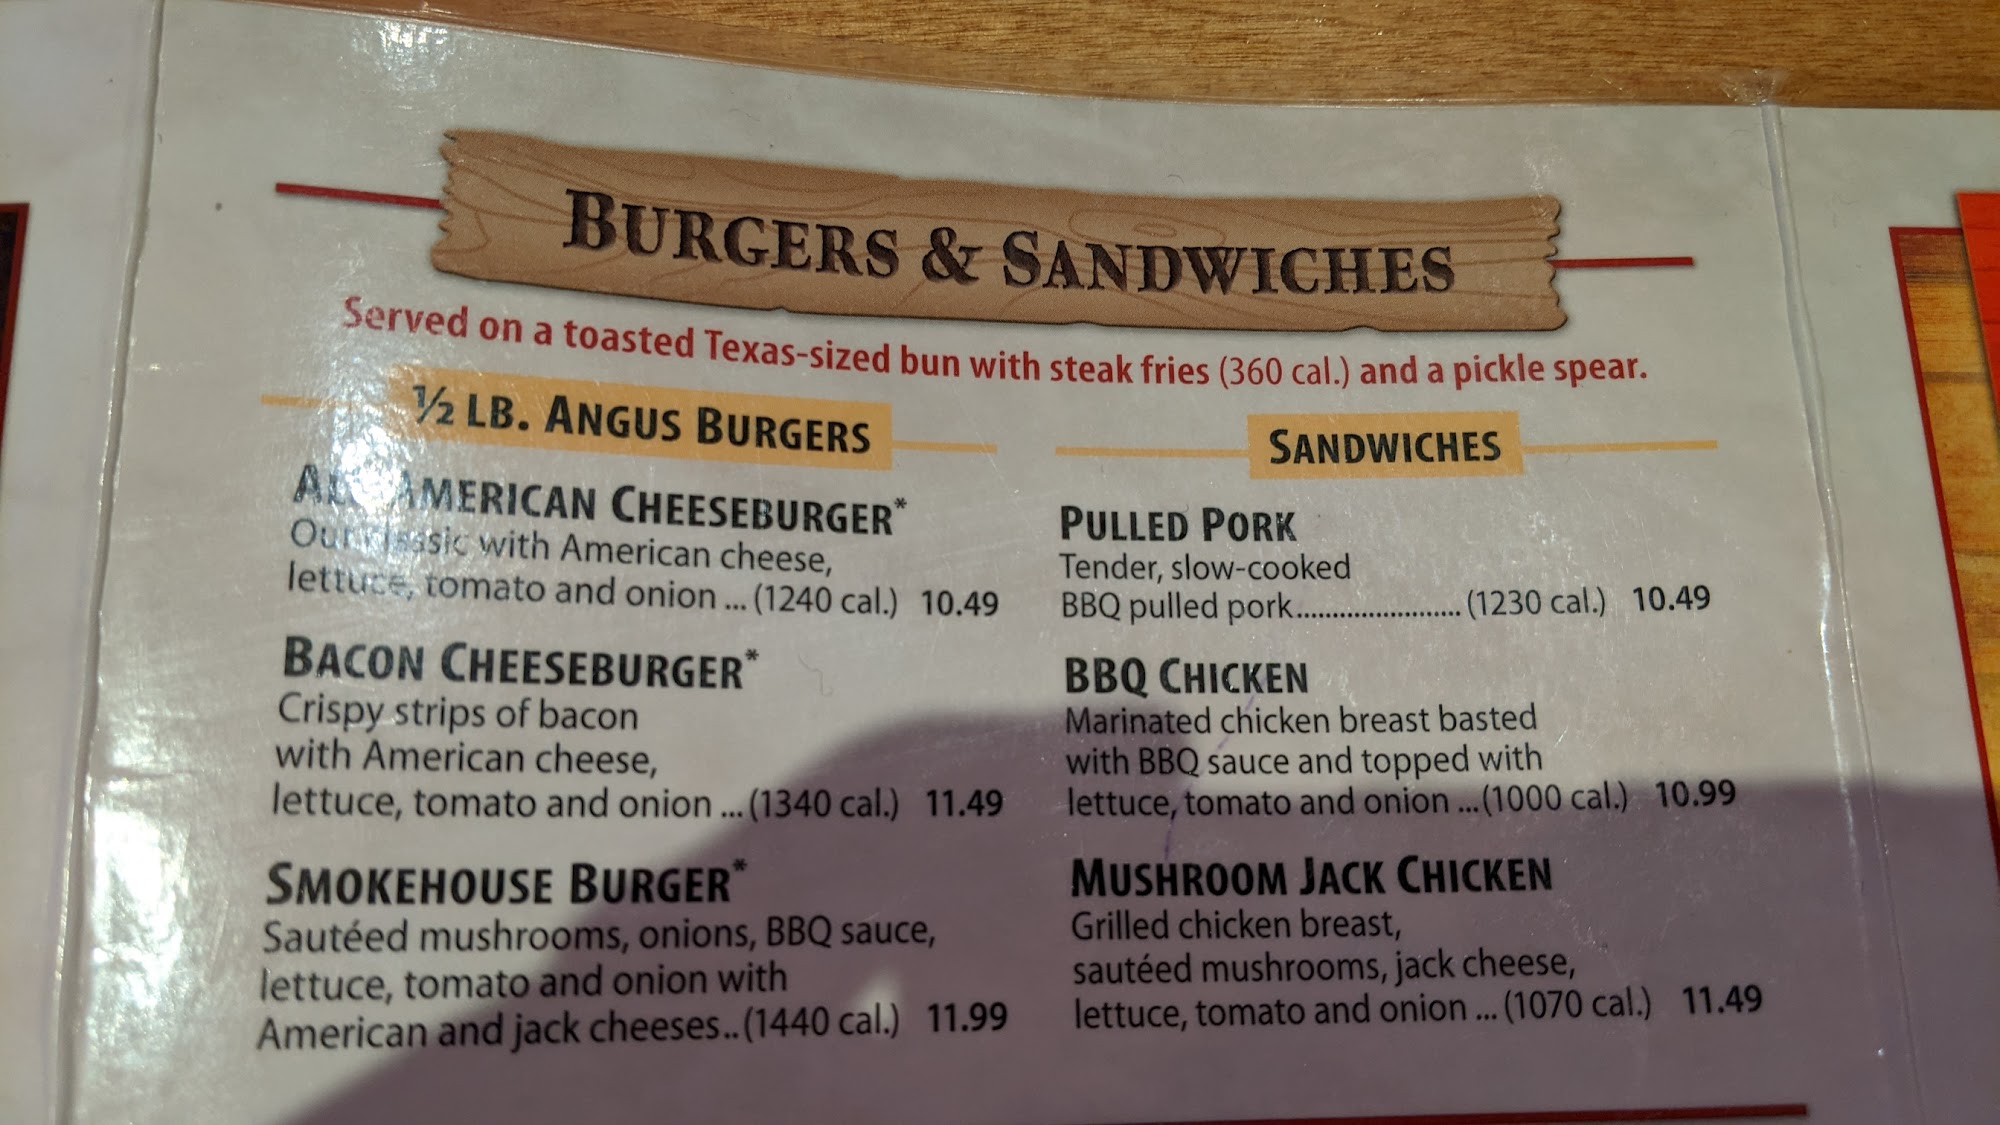 BURGERS & SANDWICHES
Served on a toasted Texas-sized bun with steak fries (360 cal.) and a pickle spear.
½ LB. ANGUS BURGERS
ALL AMERICAN CHEESEBURGER*
Our classic with American cheese,
lettuce, tomato and onion ... (1240 cal.) 10.49
BACON CHEESEBURGER*
Crispy strips of bacon
with American cheese,
lettuce, tomato and onion ... (1340 cal.) 11.49
SMOKEHOUSE BURGER*
Sautéed mushrooms, onions, BBQ sauce,
lettuce, tomato and onion with
American and jack cheeses.. (1440 cal.) 11.99
SANDWICHES
PULLED PORK
Tender, slow-cooked
BBQ pulled pork....................... (1230 cal.) 10.49
BBQ CHICKEN
Marinated chicken breast basted
with BBQ sauce and topped with
lettuce, tomato and onion ... (1000 cal.) 10.99
MUSHROOM JACK CHICKEN
Grilled chicken breast,
sautéed mushrooms, jack cheese,
lettuce, tomato and onion ... (1070 cal.) 11.49